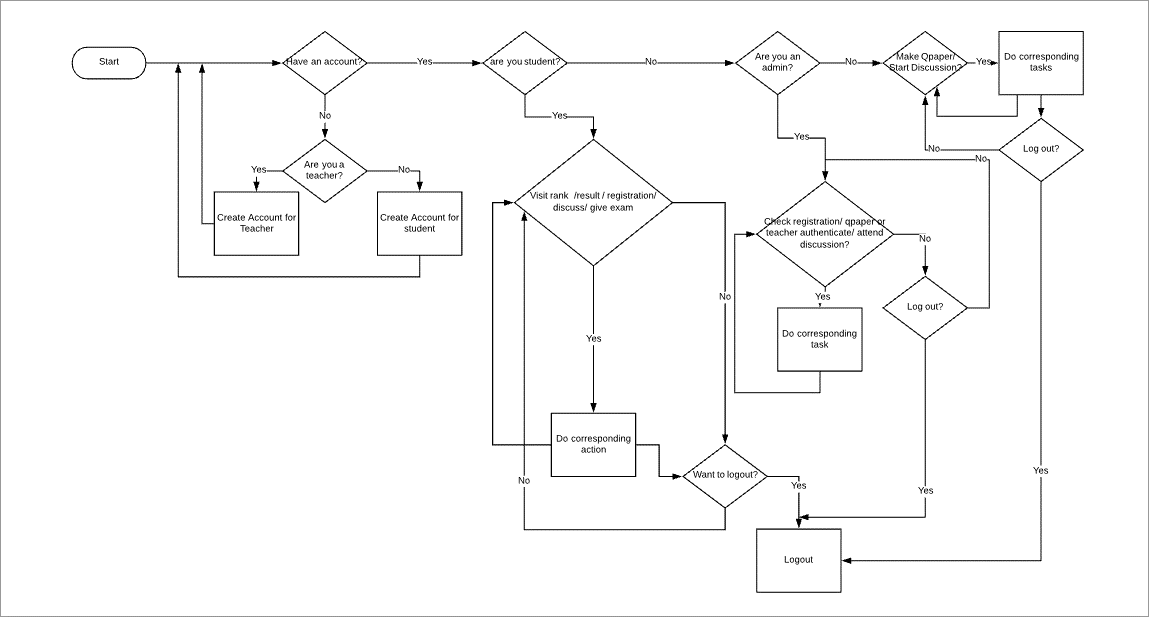 Start
Have an account?
Yes
are you student?
No
Are you an
admin?
No
Make Qpaper/
Start Discussion?
Yes
Do corresponding
tasks
No
Yes
Yes
No
Log out?
No
Are you a
teacher?
Yes
No
Create Account for
Teacher
Create Account for
student
Visit rank /result / registration/
discuss/ give exam
Check registration/ qpaper or
teacher authenticate/ attend
discussion?
No
No
Yes
Log out?
Yes
Do corresponding
task
Do corresponding
action
Want to logout?
No
Yes
Yes
Yes
Logout